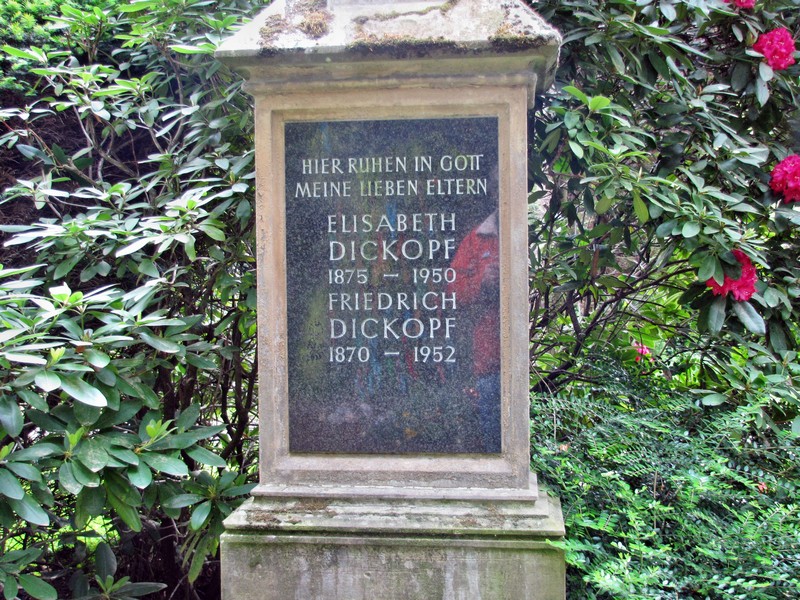 HIER RUHEN IN GOTT
MEINE LIEBEN ELTERN
ELISABETH
DICKOPF
1875 – 1950
FRIEDRICH
DICKOPF
1870 – 1952